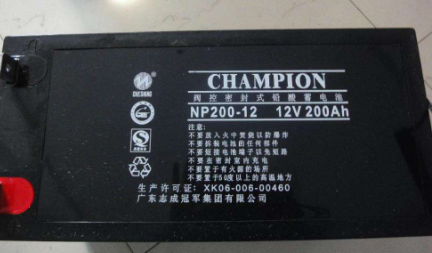 CHAMPION
阀控密封式铅酸蓄电池
NP200-12 12V 200Ah
注意:
不要放入火中焚烧以防爆炸
不要拆装电池的任何部件
不要短接电池端子以免短路
不要在密封室内充电
不要置于有火源的场所
不要置于50度以上的高温地方
生产许可证: XK06-006-00460
广东志成冠军集团有限公司